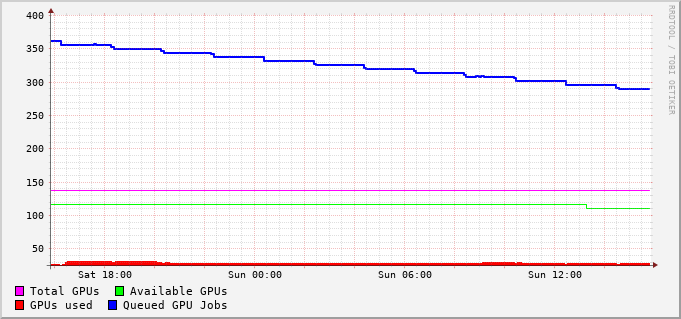 400
350
300
250
200
150
100
50
Sat 18:00 Sun 00:00 Sun 06:00 Sun 12:00
Total GPUs Available GPUs
GPUs used Queued GPU Jobs
RRDTOOL / TOBI OETIKER